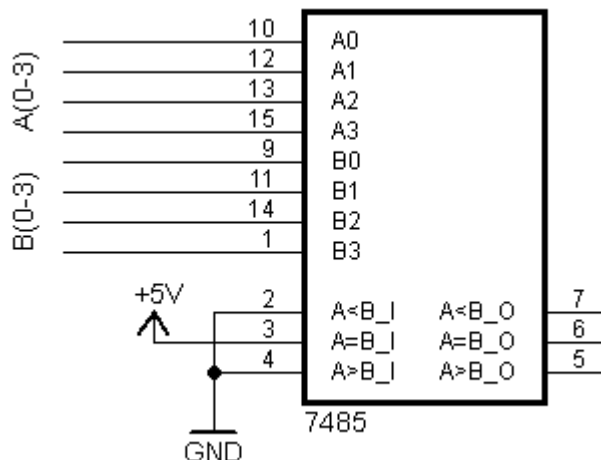 A(0-3)
B(0-3)
10 A0
12 A1
13 A2
15 A3
9 B0
11 B1
14 B2
1 B3
+5V
2 A<B_I A<B_O 7
3 A=B_I A=B_O 6
4 A>B_I A>B_O 5
7485
GND